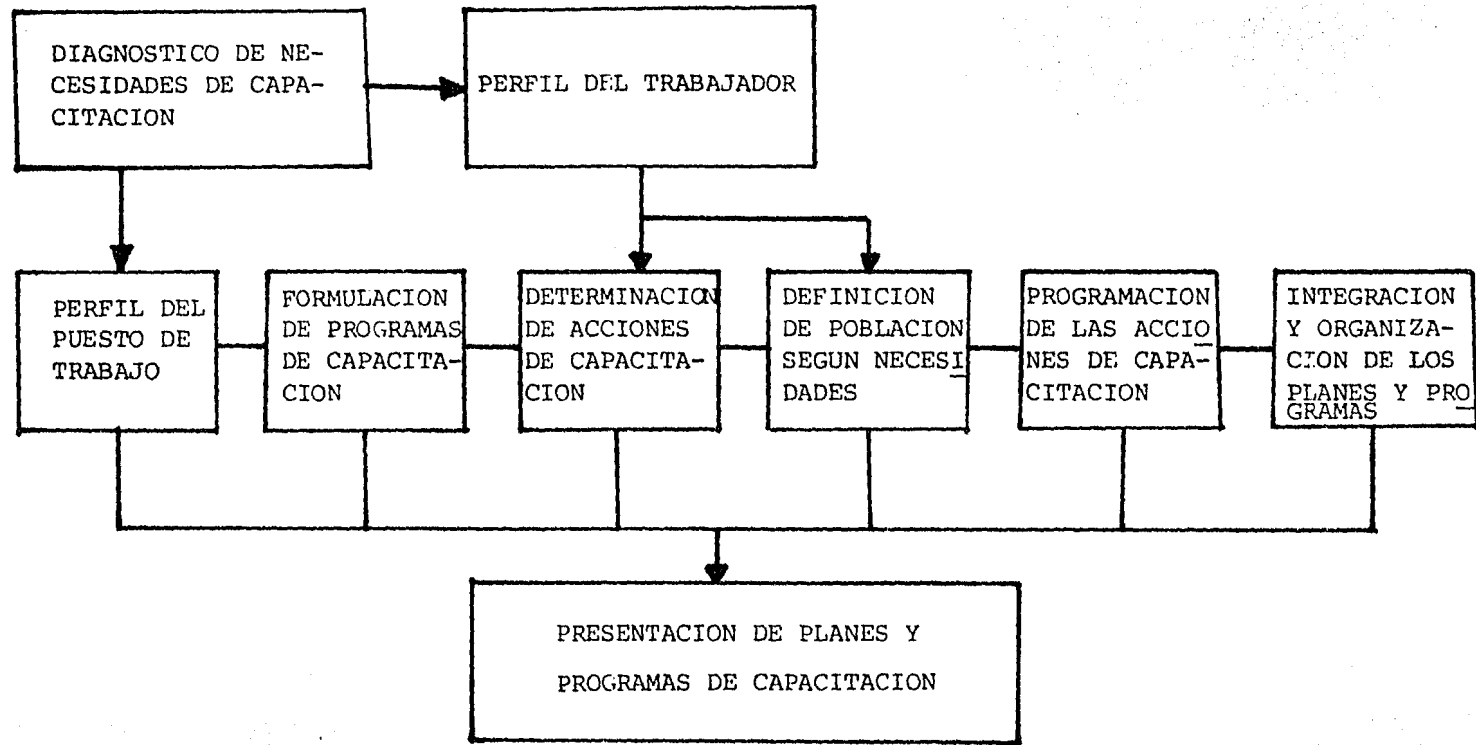 DIAGNOSTICO DE NE-
CESIDADES DE CAPA-
CITACION
PERFIL DEL TRABAJADOR
PERFIL DEL
PUESTO DE
TRABAJO
FORMULACION
DE PROGRAMAS
DE CAPACITA-
CION
DETERMINACION
DE ACCIONES
DE CAPACITA-
CION
DEFINICION
DE POBLACION
SEGUN NECESI
DADES
PROGRAMACION
DE LAS ACCIO
NES DE CAPA-
CITACION
INTEGRACION
Y ORGANIZA-
CION DE LOS
PLANES Y PRO
GRAMAS
PRESENTACION DE PLANES Y
PROGRAMAS DE CAPACITACION